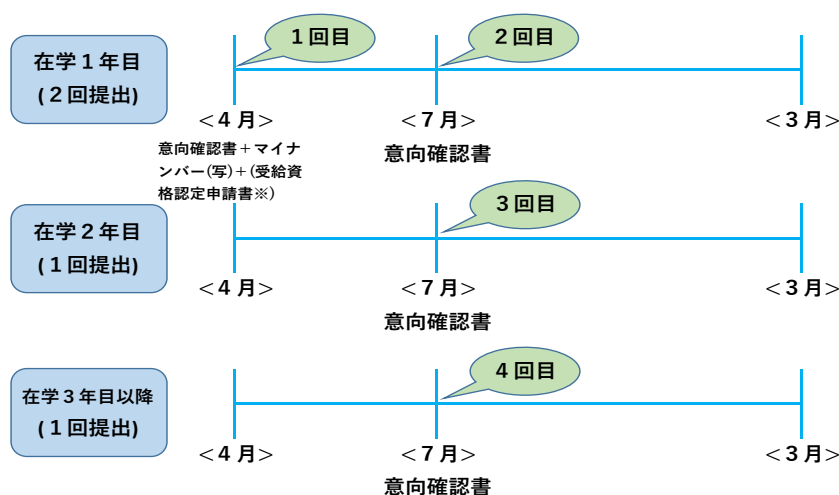 1回目
2回目
在学1年目
(2回提出)
<4月>
<7月>
<3月>
意向確認書+マイナ
ンバー(写)+(受給資
格認定申請書※)
意向確認書
3回目
在学2年目
(1回提出)
<4月>
<7月>
<3月>
意向確認書
4回目
在学3年目以降
(1回提出)
<4月>
<7月>
<3月>
意向確認書